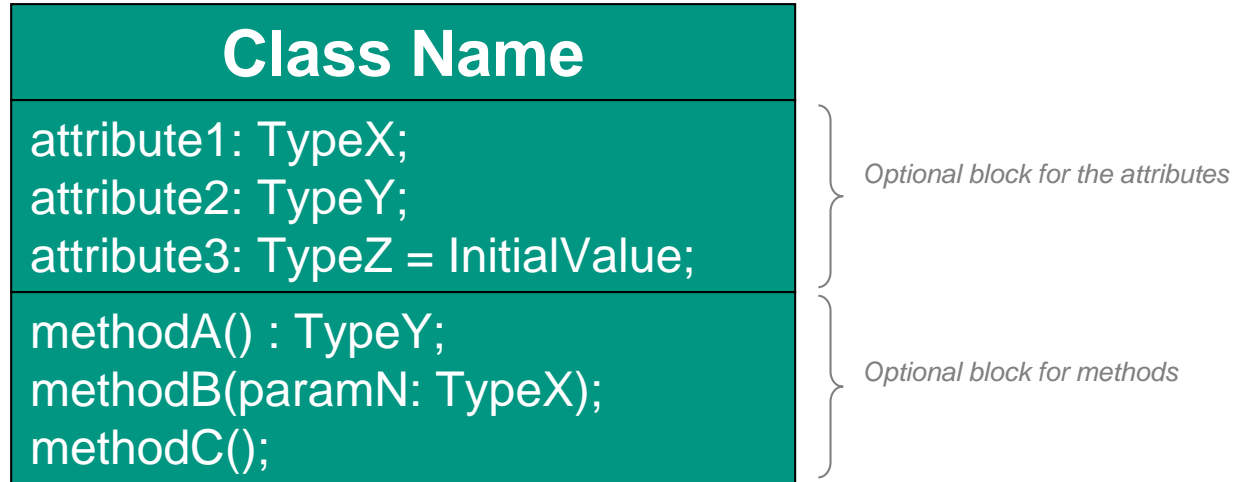 Class Name
attribute1: TypeX;
attribute2: TypeY;
attribute3: TypeZ = InitialValue;
Optional block for the attributes
methodA() : TypeY;
methodB(paramN: TypeX);
methodC();
Optional block for methods